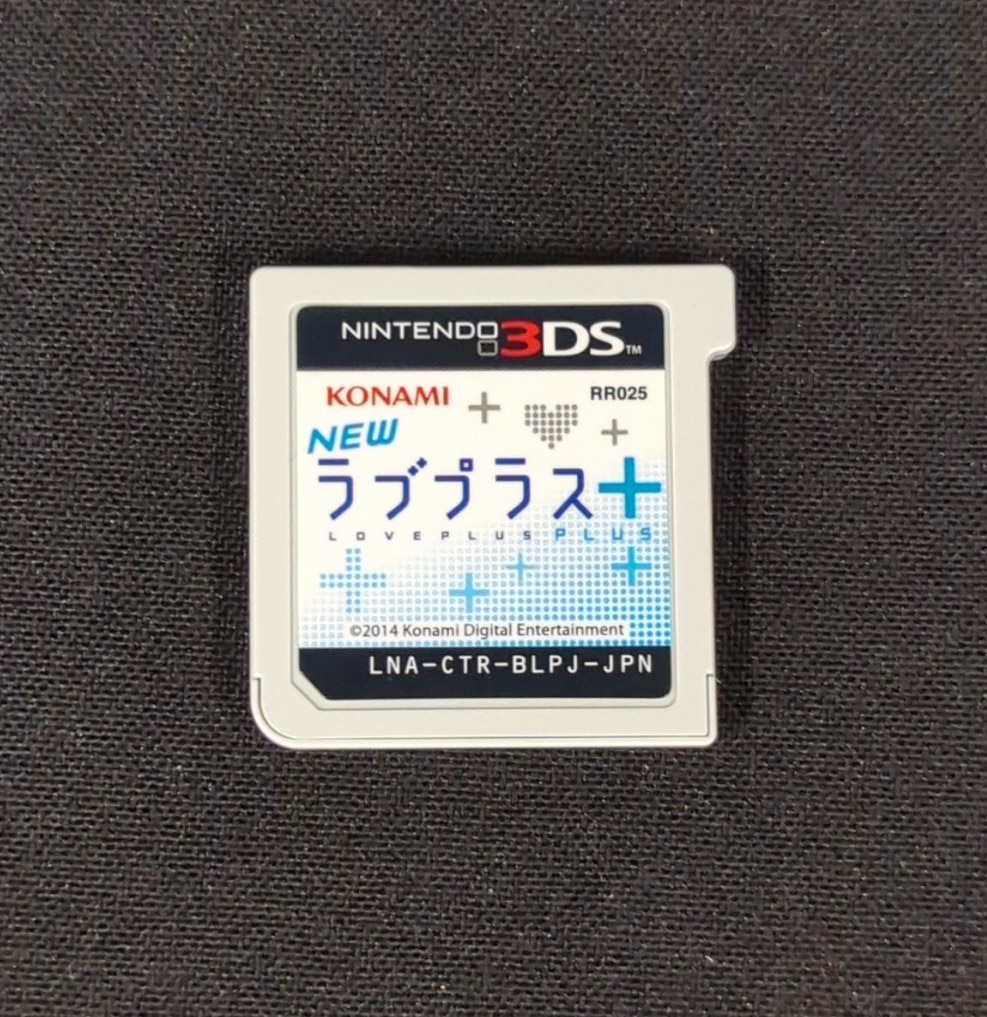 NINTENDO 3DS™
KONAMI
RR025
NEW
ラブプラス+
LOVEPLUS PLUS
©2014 Konami Digital Entertainment
LNA-CTR-BLPJ-JPN